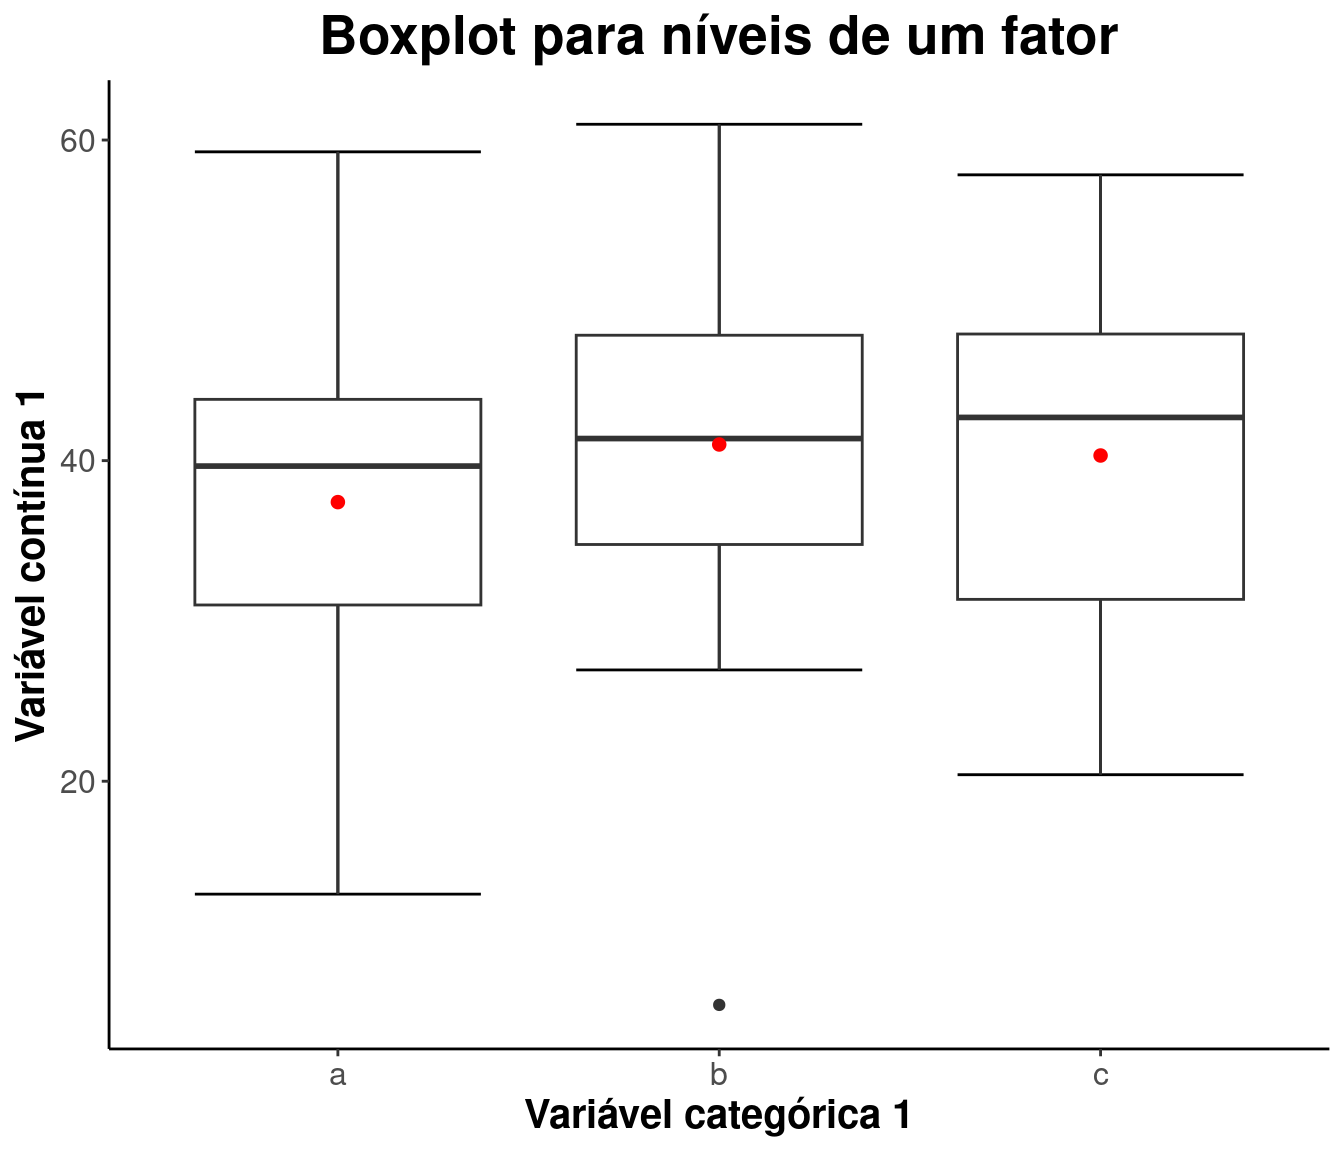 Boxplot para níveis de um fator
Variável contínua 1
60
40
20
a b c
Variável categórica 1